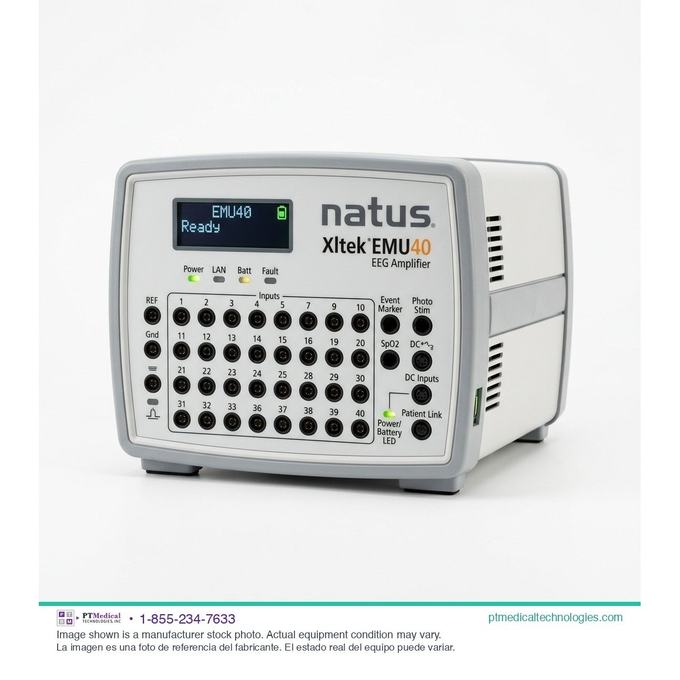 EMU40
Ready
natus®
Xltek® EMU40
EEG Amplifier
Power LAN Batt Fault
Inputs
REF 1 2 3 4 5 7 9 10
Event Marker
Photo Stim
Gnd 11 12 13 14 15 17 19 20
SpO2 DC
21 22 23 24 25 28 29 30
DC Inputs
31 32 33 36 37 38 39 40
Patient Link
Power/
Battery
LED
PTMedical
TECHNOLOGIES, INC
• 1-855-234-7633
ptmedicaltechnologies.com
Image shown is a manufacturer stock photo. Actual equipment condition may vary.
La imagen es una foto de referencia del fabricante. El estado real del equipo puede variar.